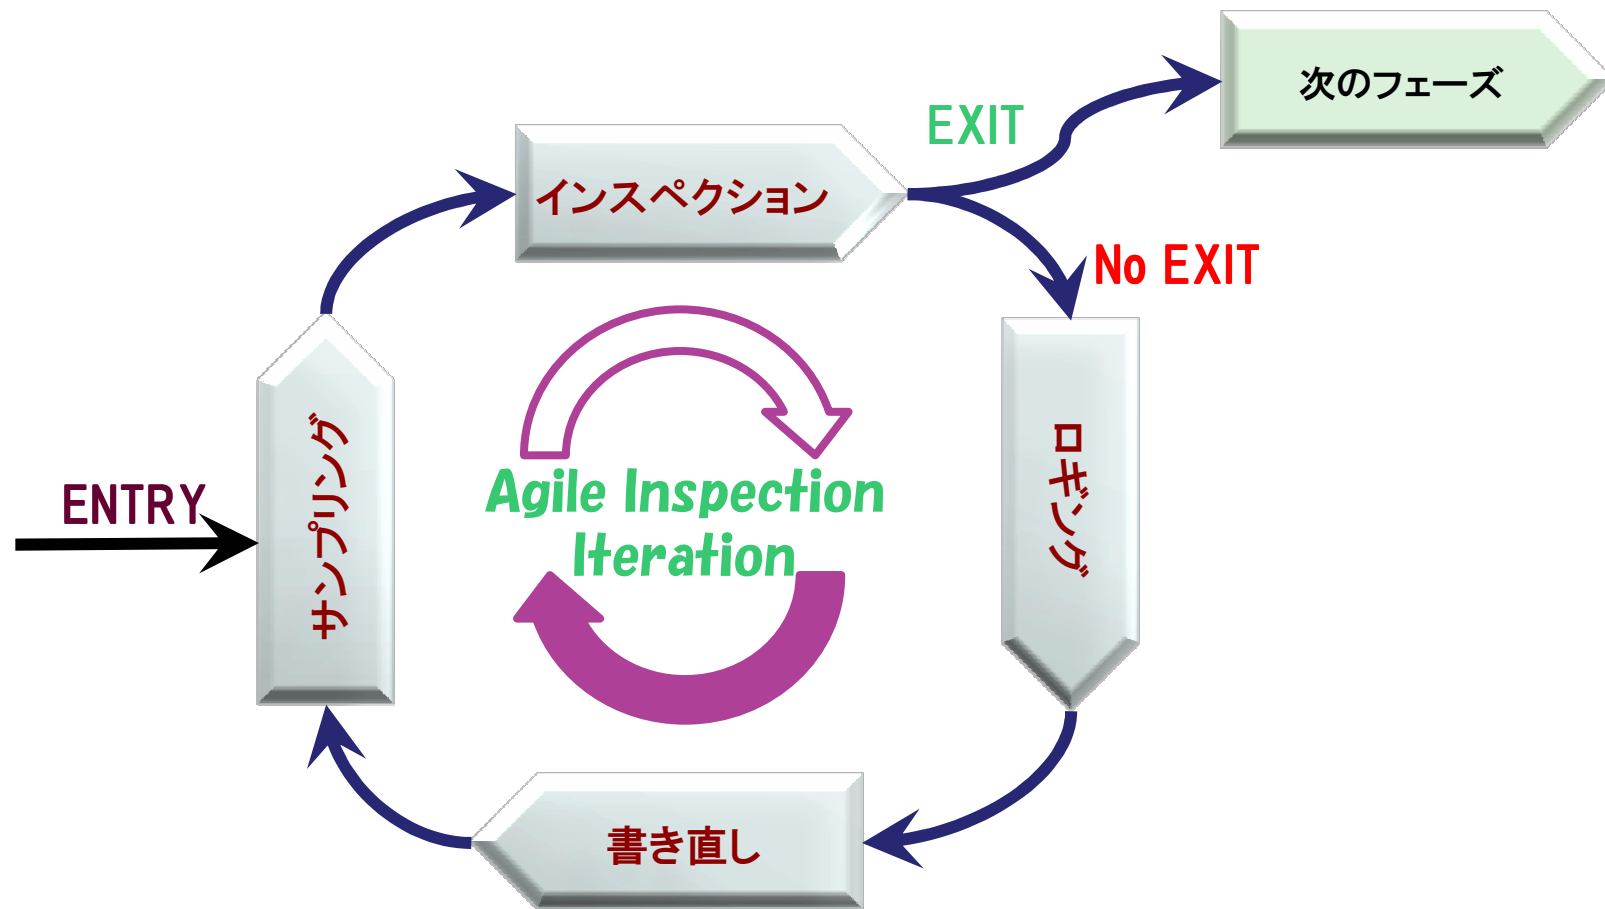 次のフェーズ
EXIT
インスペクション
No EXIT
サンプリング
ロギング
ENTRY
Agile Inspection
Iteration
書き直し